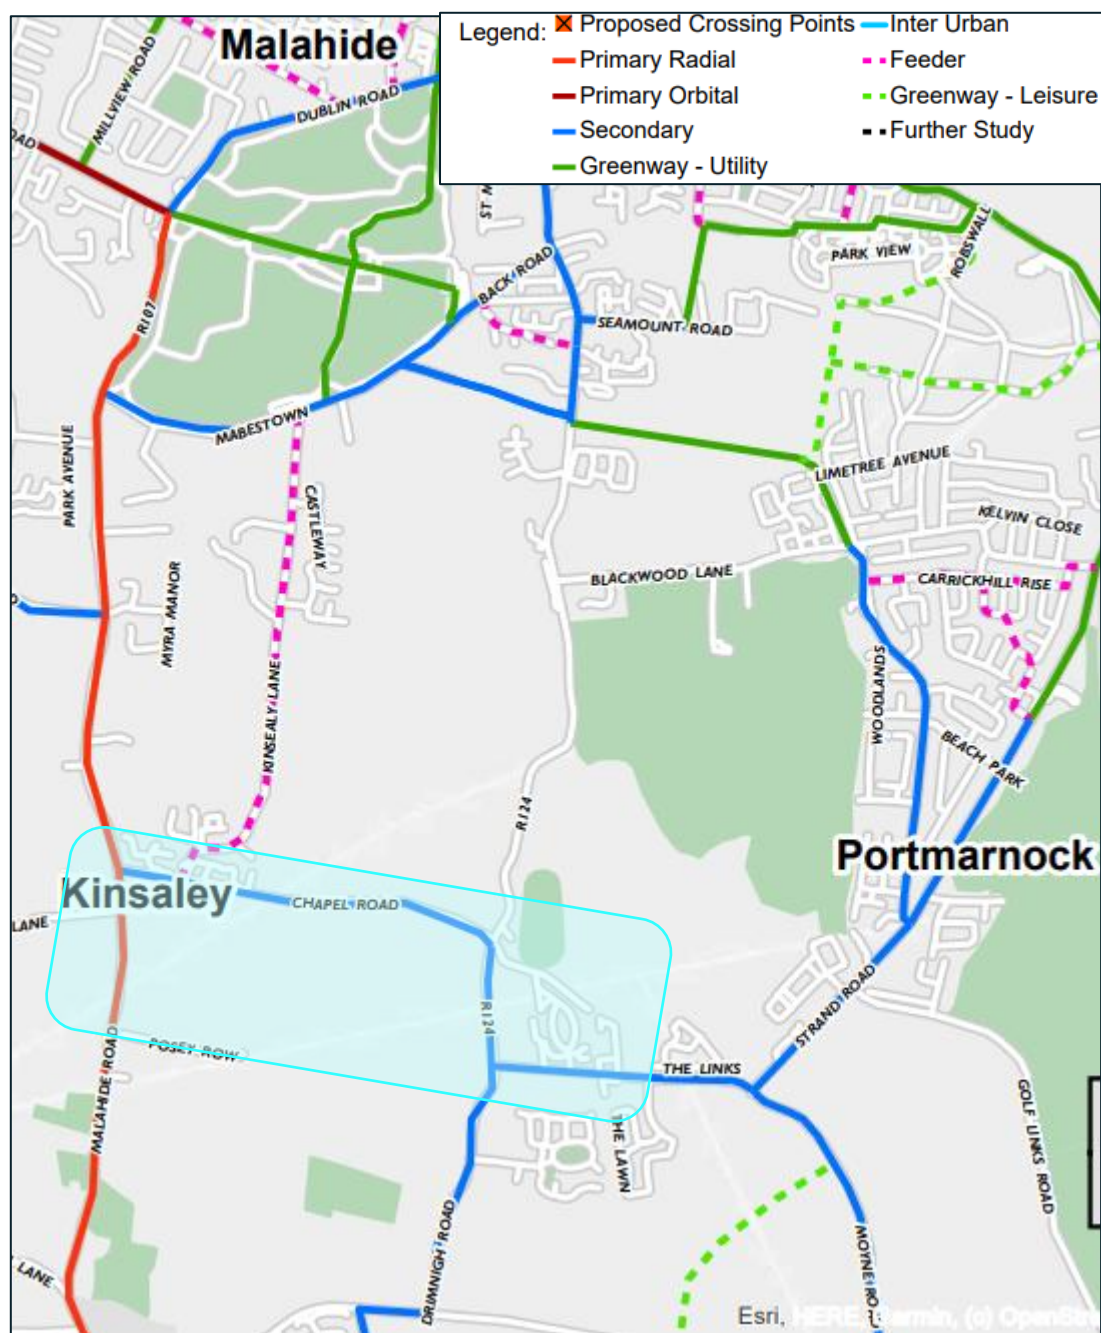 Legend:
Proposed Crossing Points
Inter Urban
Primary Radial
Feeder
Primary Orbital
Greenway - Leisure
Secondary
Further Study
Greenway - Utility
Malahide
MILLVIEW ROAD
DUBLIN ROAD
OAD
ST M
BACK ROAD
PARK VIEW
ROBSWALL
R107
SEAMOUNT ROAD
MABESTOWN
PARK AVENUE
LIMETREE AVENUE
CASTLEWAY
KELVIN CLOSE
BLACKWOOD LANE
CARRICKHILL RISE
MYRA MANOR
KINSEALY LANE
WOODLANDS
BEACH PARK
R124
Portmarnock
Kinsaley
CHAPEL ROAD
LANE
R124
STRAND ROAD
POSEY ROW
THE LINKS
MALAHIDE ROAD
THE LAWN
GOLF LINKS ROAD
DRIMNIGH ROAD
MOYNE ROAD
LANE
Esri, HERE, Garmin, (c) OpenStre